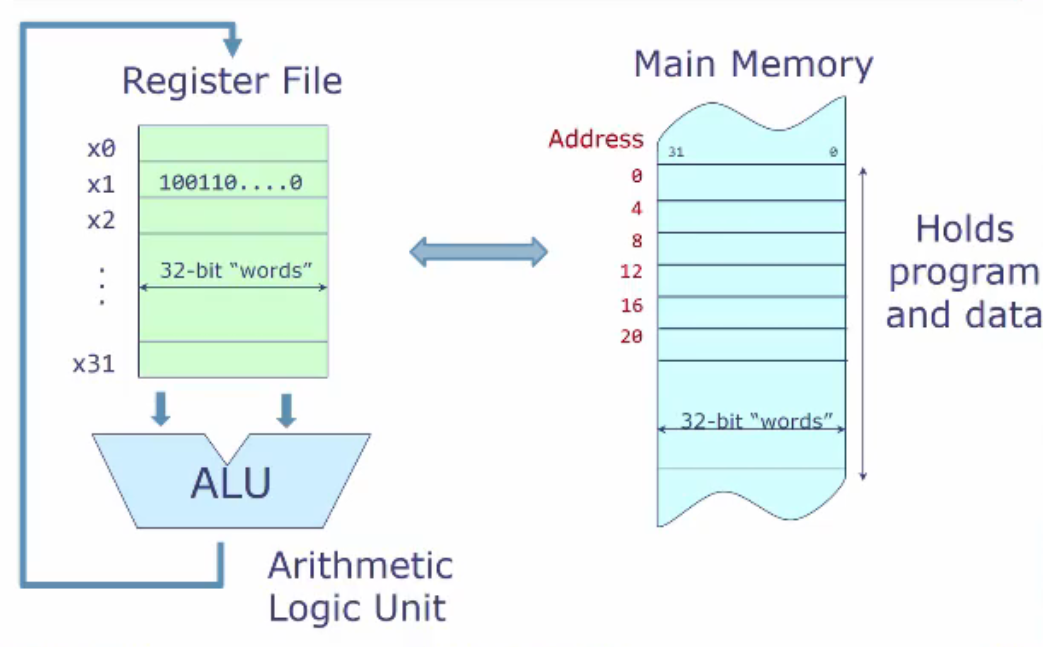 Register File
x0
x1
100110....0
x2
32-bit “words”
x31
ALU
Arithmetic
Logic Unit
Main Memory
Address
31 0
0
4
8
12
16
20
32-bit “words”
Holds
program
and data